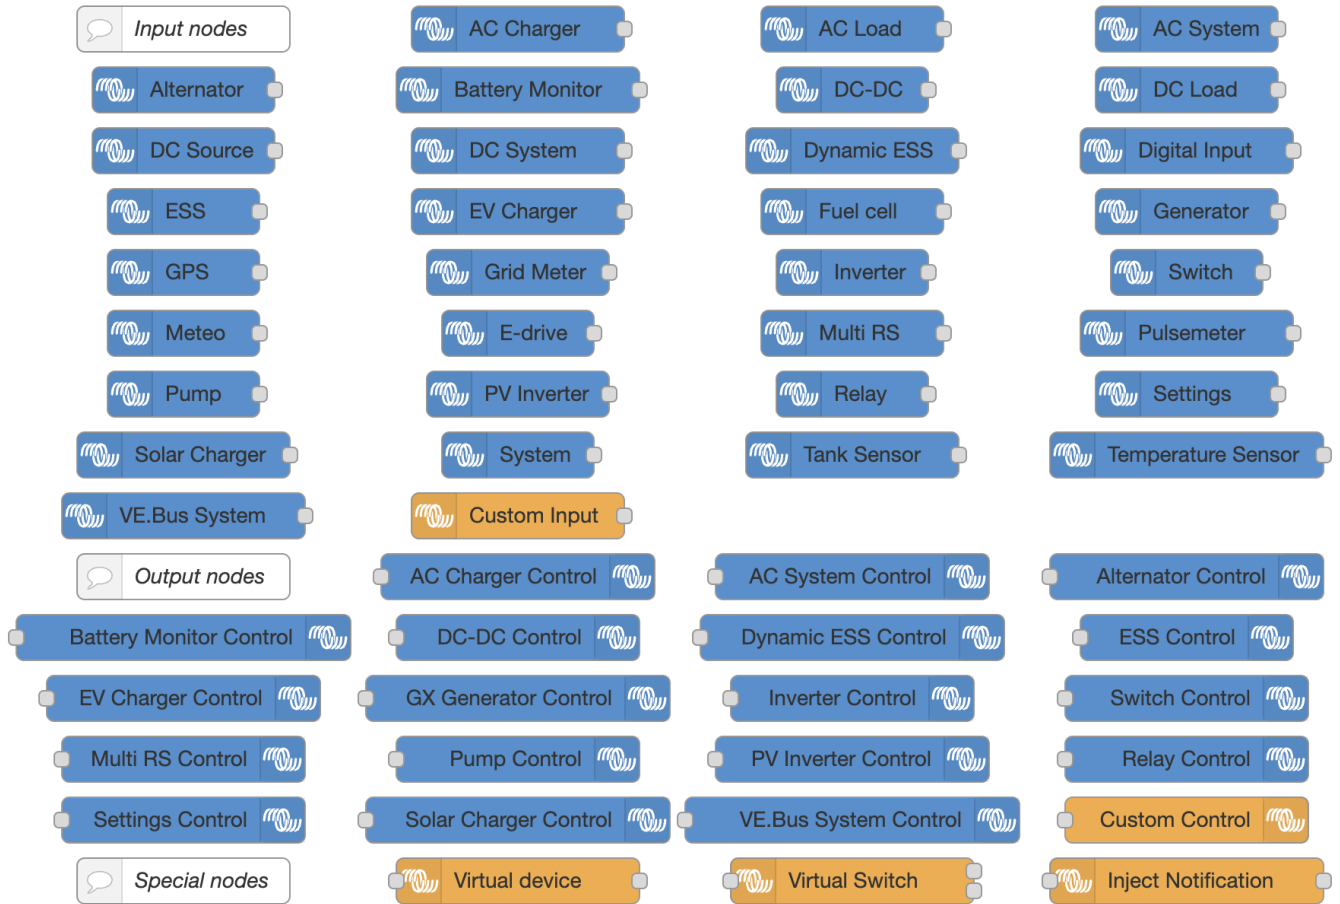 Input nodes
AC Charger
AC Load
AC System
Alternator
Battery Monitor
DC-DC
DC Load
DC Source
DC System
Dynamic ESS
Digital Input
ESS
EV Charger
Fuel cell
Generator
GPS
Grid Meter
Inverter
Switch
Meteo
E-drive
Multi RS
Pulsemeter
Pump
PV Inverter
Relay
Settings
Solar Charger
System
Tank Sensor
Temperature Sensor
VE.Bus System
Custom Input
Output nodes
AC Charger Control
AC System Control
Alternator Control
Battery Monitor Control
DC-DC Control
Dynamic ESS Control
ESS Control
EV Charger Control
GX Generator Control
Inverter Control
Switch Control
Multi RS Control
Pump Control
PV Inverter Control
Relay Control
Settings Control
Solar Charger Control
VE.Bus System Control
Custom Control
Special nodes
Virtual device
Virtual Switch
Inject Notification